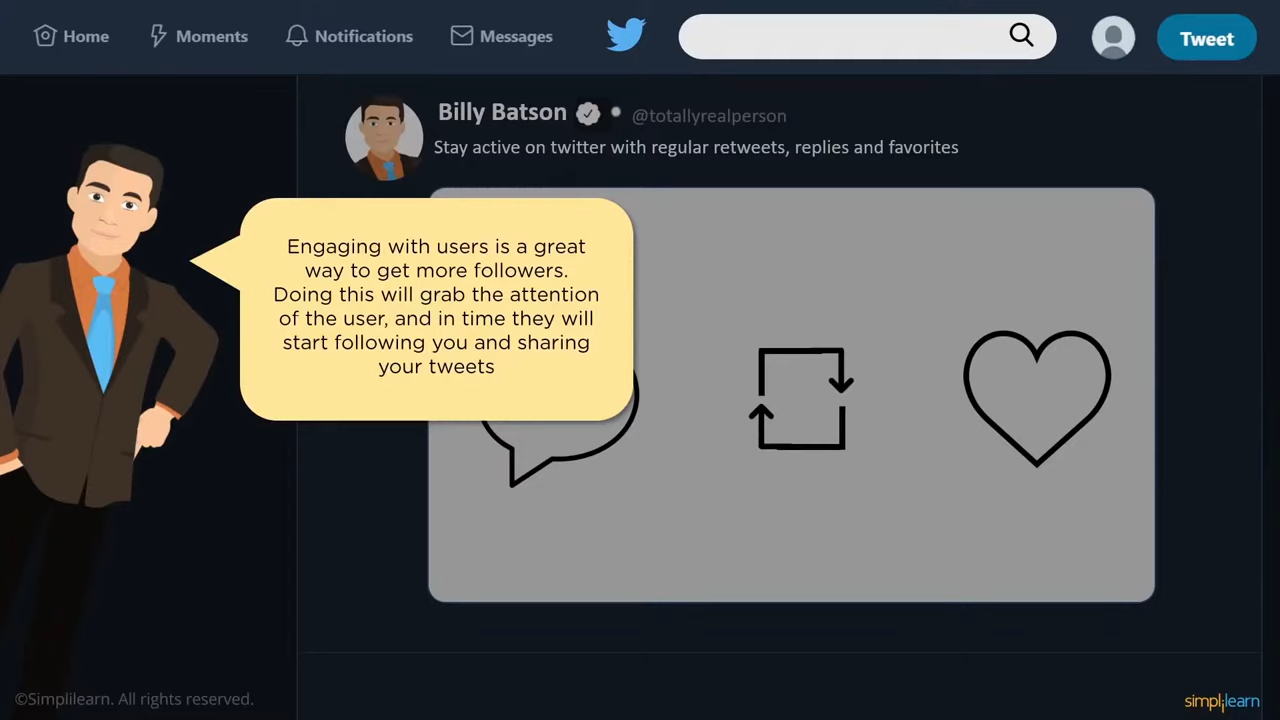 Home
Moments
Notifications
Messages
Tweet
Billy Batson
@totallyrealperson
Stay active on twitter with regular retweets, replies and favorites
Engaging with users is a great
way to get more followers.
Doing this will grab the attention
of the user, and in time they will
start following you and sharing
your tweets
©Simplilearn. All rights reserved.
simplilearn